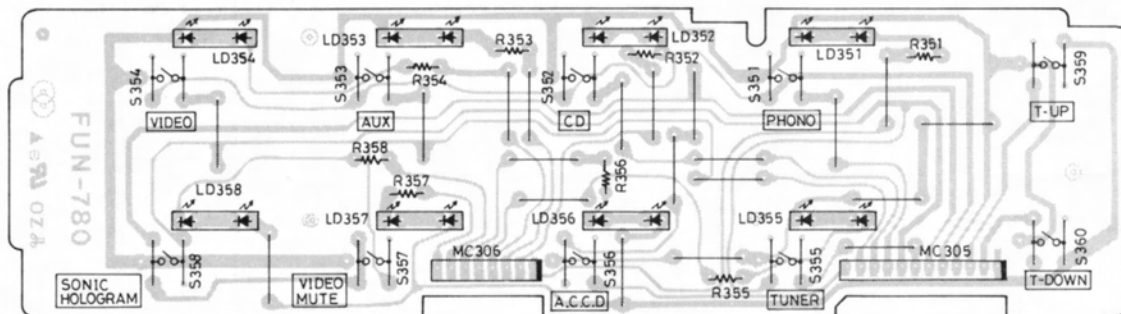 LD354
LD353
R353
LD352
LD351
R351
S354
S353
R354
S352
R352
S351
S359
VIDEO
AUX
CD
PHONO
T-UP
FUN-780
R358
R357
R356
LD358
LD357
LD356
LD355
S358
S357
MC306
S356
R355
S355
MC305
S360
SONIC
HOLOGRAM
VIDEO
MUTE
A.C.C.D
TUNER
T-DOWN